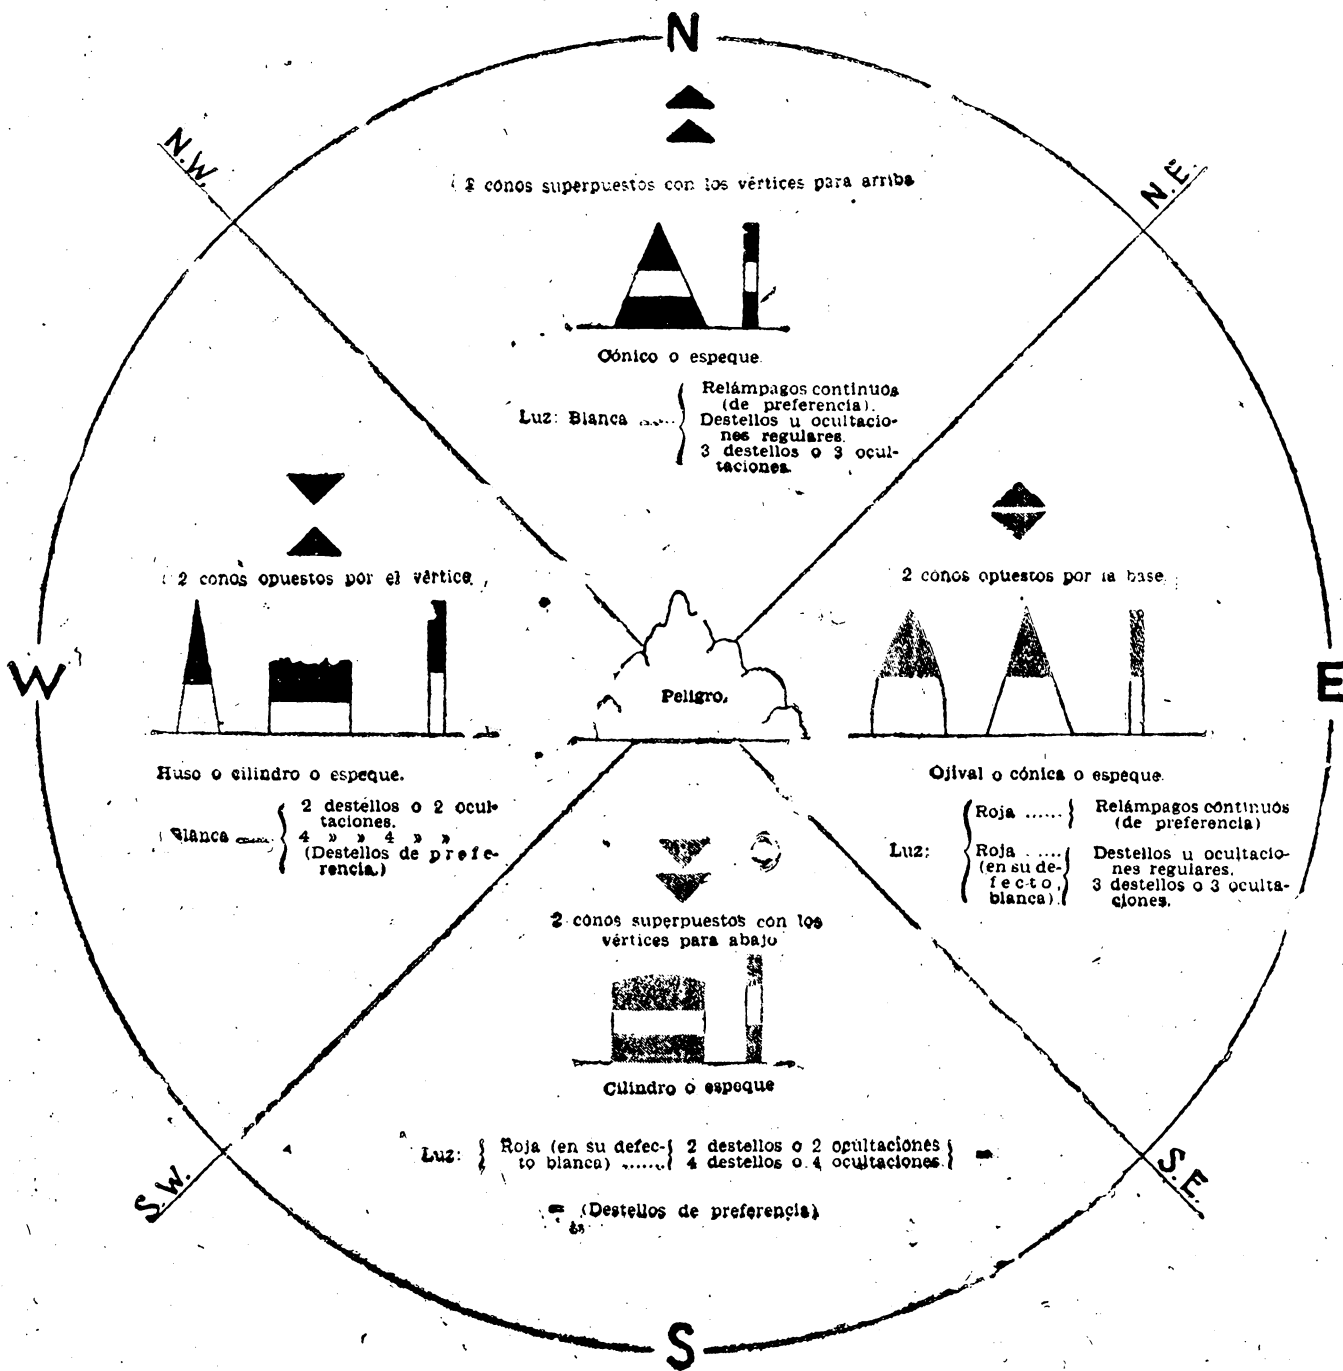 N
N.W.
N.E.
2 conos superpuestos con los vértices para arriba
Cónico o espeque.
Luz: Blanca
Relámpagos continuos
(de preferencia).
Destellos u ocultacio-
nes regulares.
3 destellos o 3 ocul-
taciones.
2 conos opuestos por el vértice,
2 conos opuestos por la base.
W
Peligro.
E
Huso o cilindro o espeque.
Blanca
2 destellos o 2 ocul-
taciones.
4 » » 4 » »
(Destellos de prefe-
rencia.)
Ojival o cónica o espeque.
Luz:
Roja ......
Relámpagos continuos
(de preferencia)
Roja .....
(en su de-
fecto,
blanca).
Destellos u ocultacio-
nes regulares.
3 destellos o 3 oculta-
ciones.
2 conos superpuestos con los
vértices para abajo
Cilindro o espeque
Luz:
Roja (en su defec-
to blanca) ......
2 destellos o 2 ocultaciones
4 destellos o 4 ocultaciones.
=
= (Destellos de preferencia)
S.W.
S.E.
S